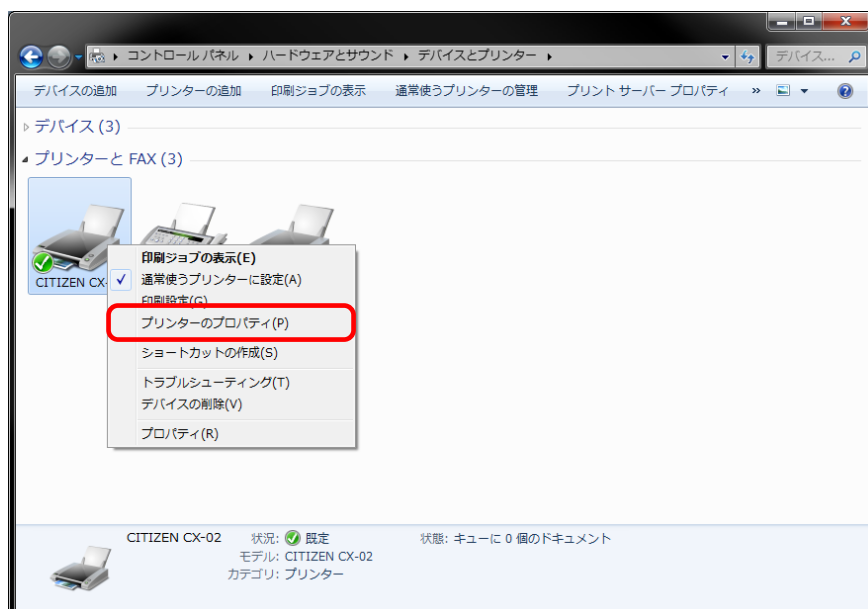 コントロール パネル ▸ ハードウェアとサウンド ▸ デバイスとプリンター ▸
デバイス...
デバイスの追加 プリンターの追加 印刷ジョブの表示 通常使うプリンターの管理 プリント サーバー プロパティ »
デバイス (3)
プリンターと FAX (3)
CITIZEN CX-
印刷ジョブの表示(E)
通常使うプリンターに設定(A)
印刷設定(G)
プリンターのプロパティ(P)
ショートカットの作成(S)
トラブルシューティング(T)
デバイスの削除(V)
プロパティ(R)
CITIZEN CX-02 状況: 既定 状態: キューに 0 個のドキュメント
モデル: CITIZEN CX-02
カテゴリ: プリンター